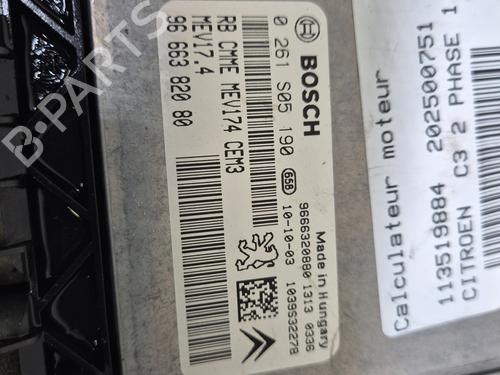 BOSCH
0 261 S05 190
658
10-10-03
Made in Hungary
9666320880 1313 0336
1039S32278
RB CMME MEV174 CEM3
MEV17.4
96 663 820 80
Calculateur moteur
113519884 202500751
CITROEN C3 2 PHASE 1
B-PARTS